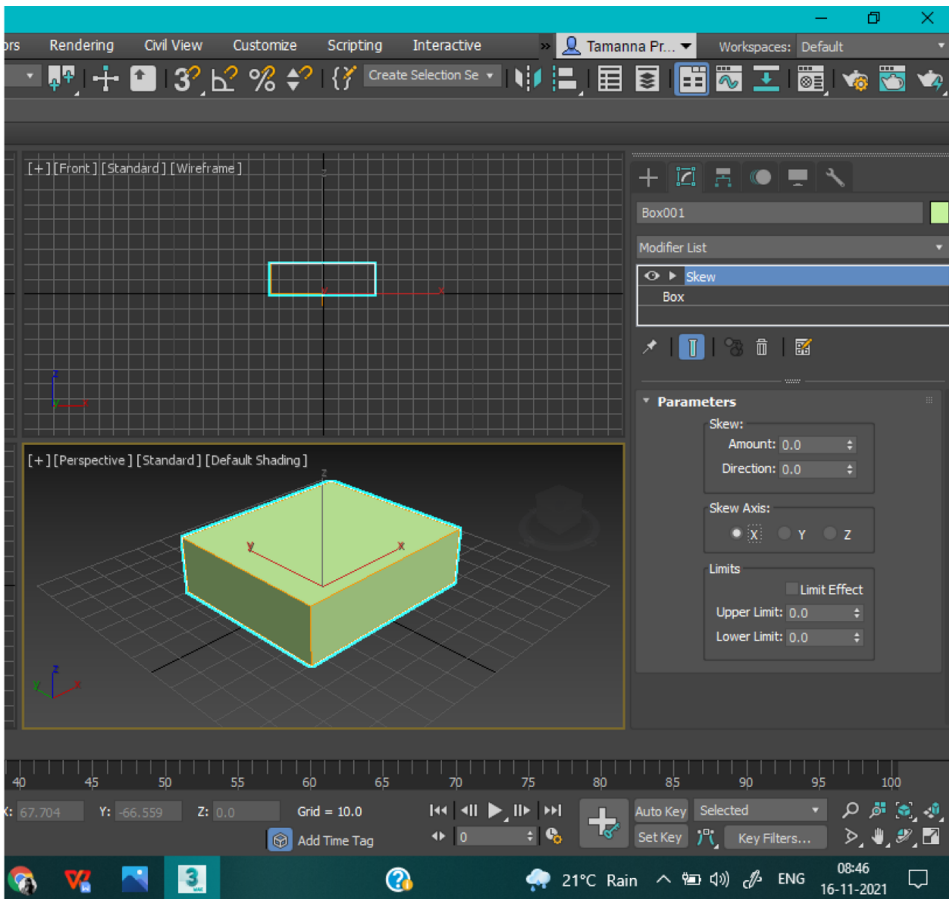 ors Rendering Civil View Customize Scripting Interactive » Tamanna Pr... Workspaces: Default
3 % Create Selection Se
[+] [Front] [Standard] [Wireframe]
z
x
z
y x
Box001
Modifier List
Skew
Box
Parameters
Skew:
Amount: 0.0
Direction: 0.0
Skew Axis:
X Y Z
Limits
Limit Effect
Upper Limit: 0.0
Lower Limit: 0.0
[+] [Perspective] [Standard] [Default Shading]
z
y x
z
y x
40 45 50 55 60 65 70 75 80 85 90 95 100
X: 67.704 Y: -66.559 Z: 0.0 Grid = 10.0 Auto Key Selected
Add Time Tag 0 Set Key Key Filters...
3 21°C Rain ENG 08:46
16-11-2021